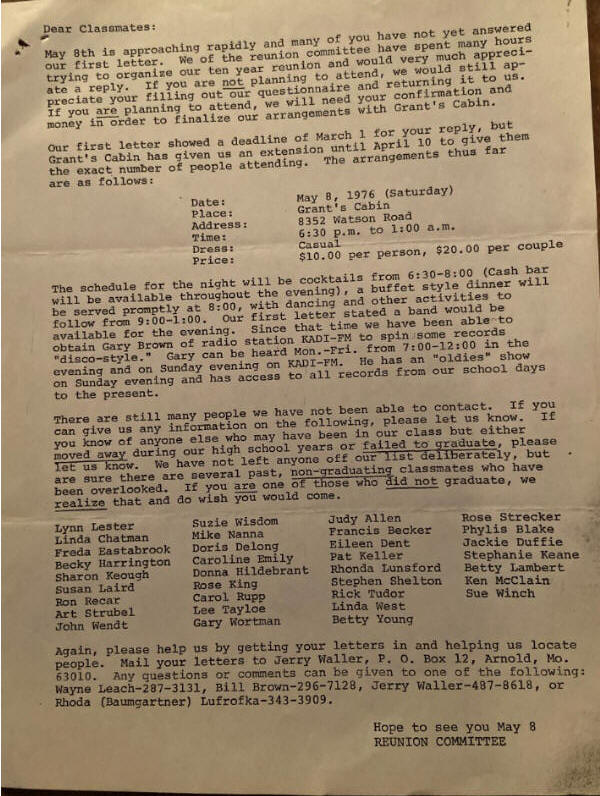 Dear Classmates:
May 8th is approaching rapidly and many of you have not yet answered
our first letter. We of the reunion committee have spent many hours
trying to organize our ten year reunion and would very much appreci-
ate a reply. If you are not planning to attend, we would still ap-
preciate your filling out our questionnaire and returning it to us.
If you are planning to attend, we will need your confirmation and
money in order to finalize our arrangements with Grant's Cabin.
Our first letter showed a deadline of March 1 for your reply, but
Grant's Cabin has given us an extension until April 10 to give them
the exact number of people attending. The arrangements thus far
are as follows:
Date: May 8, 1976 (Saturday)
Place: Grant's Cabin
Address: 8352 Watson Road
Time: 6:30 p.m. to 1:00 a.m.
Dress: Casual
Price: $10.00 per person, $20.00 per couple
The schedule for the night will be cocktails from 6:30-8:00 (Cash bar
will be available throughout the evening), a buffet style dinner will
be served promptly at 8:00, with dancing and other activities to
follow from 9:00-1:00. Our first letter stated a band would be
available for the evening. Since that time we have been able to
obtain Gary Brown of radio station KADI-FM to spin some records
"disco-style." Gary can be heard Mon.-Fri. from 7:00-12:00 in the
evening and on Sunday evening on KADI-FM. He has an "oldies" show
on Sunday evening and has access to all records from our school days
to the present.
There are still many people we have not been able to contact. If you
can give us any information on the following, please let us know. If
you know of anyone else who may have been in our class but either
moved away during our high school years or failed to graduate, please
let us know. We have not left anyone off our list deliberately, but
are sure there are several past, non-graduating classmates who have
been overlooked. If you are one of those who did not graduate, we
realize that and do wish you would come.
Lynn Lester Suzie Wisdom Judy Allen Rose Strecker
Linda Chatman Mike Nanna Francis Becker Phylis Blake
Freda Eastabrook Doris Delong Eileen Dent Jackie Duffie
Becky Harrington Caroline Emily Pat Keller Stephanie Keane
Sharon Keough Donna Hildebrant Rhonda Lunsford Betty Lambert
Susan Laird Rose King Stephen Shelton Ken McClain
Ron Recar Carol Rupp Rick Tudor Sue Winch
Art Strubel Lee Tayloe Linda West
John Wendt Gary Wortman Betty Young
Again, please help us by getting your letters in and helping us locate
people. Mail your letters to Jerry Waller, P. O. Box 12, Arnold, Mo.
63010. Any questions or comments can be given to one of the following:
Wayne Leach-287-3131, Bill Brown-296-7128, Jerry Waller-487-8618, or
Rhoda (Baumgartner) Lufrofka-343-3909.
Hope to see you May 8
REUNION COMMITTEE